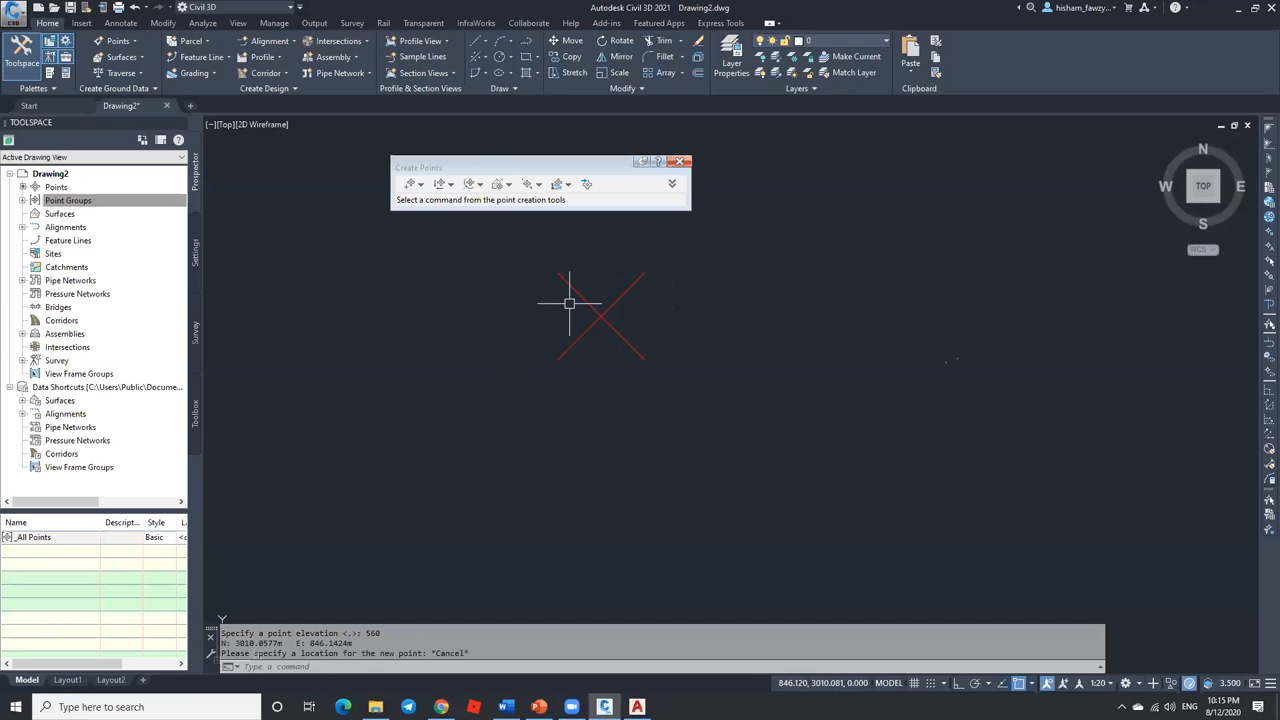 C3D
Civil 3D
Autodesk Civil 3D 2021 Drawing2.dwg
hisham_fawzy...
Home Insert Annotate Modify Analyze View Manage Output Survey Rail Transparent InfraWorks Collaborate Help Add-ins Featured Apps Express Tools
Toolspace
Points
Surfaces
Traverse
Parcel
Feature Line
Grading
Alignment
Profile
Corridor
Intersections
Assembly
Pipe Network
Profile View
Sample Lines
Section Views
Move
Copy
Stretch
Rotate
Mirror
Scale
Trim
Fillet
Array
Layer
Properties
0
Make Current
Match Layer
Paste
Palettes Create Ground Data Create Design Profile & Section Views Draw Modify Layers Clipboard
Start Drawing2*
TOOLSPACE
Active Drawing View
Drawing2
Points
Point Groups
Surfaces
Alignments
Feature Lines
Sites
Catchments
Pipe Networks
Pressure Networks
Bridges
Corridors
Assemblies
Intersections
Survey
View Frame Groups
Data Shortcuts [C:\Users\Public\Docume...
Surfaces
Alignments
Pipe Networks
Pressure Networks
Corridors
View Frame Groups
Prospector
Settings
Survey
Toolbox
Name Descript... Style La
_All Points Basic <d
[−][Top][2D Wireframe]
Create Points
Select a command from the point creation tools
N
W TOP E
S
WCS
Y
Specify a point elevation <.>: 560
N: 3010.0577m E: 846.1424m
Please specify a location for the new point: *Cancel*
Type a command
Model Layout1 Layout2
846.120, 3010.081, 0.000 MODEL 1:20 3.500
Type here to search
10:15 PM
8/12/2020